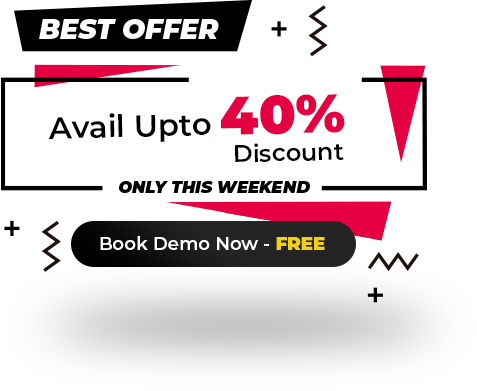 BEST OFFER
Avail Upto 40%
Discount
ONLY THIS WEEKEND
Book Demo Now - FREE